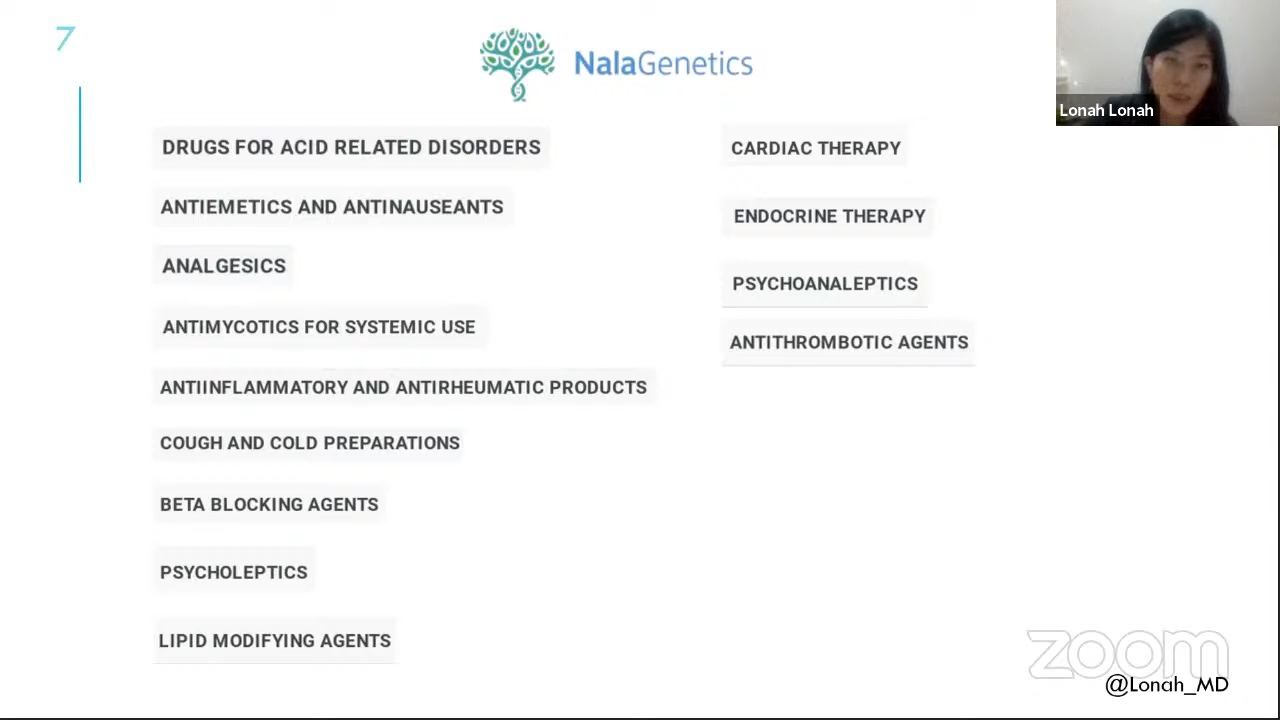 7
NalaGenetics
Lonah Lonah
DRUGS FOR ACID RELATED DISORDERS
ANTIEMETICS AND ANTINAUSEANTS
ANALGESICS
ANTIMYCOTICS FOR SYSTEMIC USE
ANTIINFLAMMATORY AND ANTIRHEUMATIC PRODUCTS
COUGH AND COLD PREPARATIONS
BETA BLOCKING AGENTS
PSYCHOLEPTICS
LIPID MODIFYING AGENTS
CARDIAC THERAPY
ENDOCRINE THERAPY
PSYCHOANALEPTICS
ANTITHROMBOTIC AGENTS
zoom
@Lonah_MD